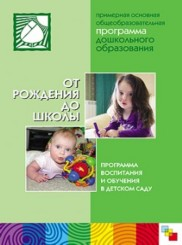 примерная основная
общеобразовательная
программа
дошкольного
образования
ОТ
РОЖДЕНИЯ
ДО
ШКОЛЫ
ПРОГРАММА
ВОСПИТАНИЯ
И ОБУЧЕНИЯ
В ДЕТСКОМ САДУ